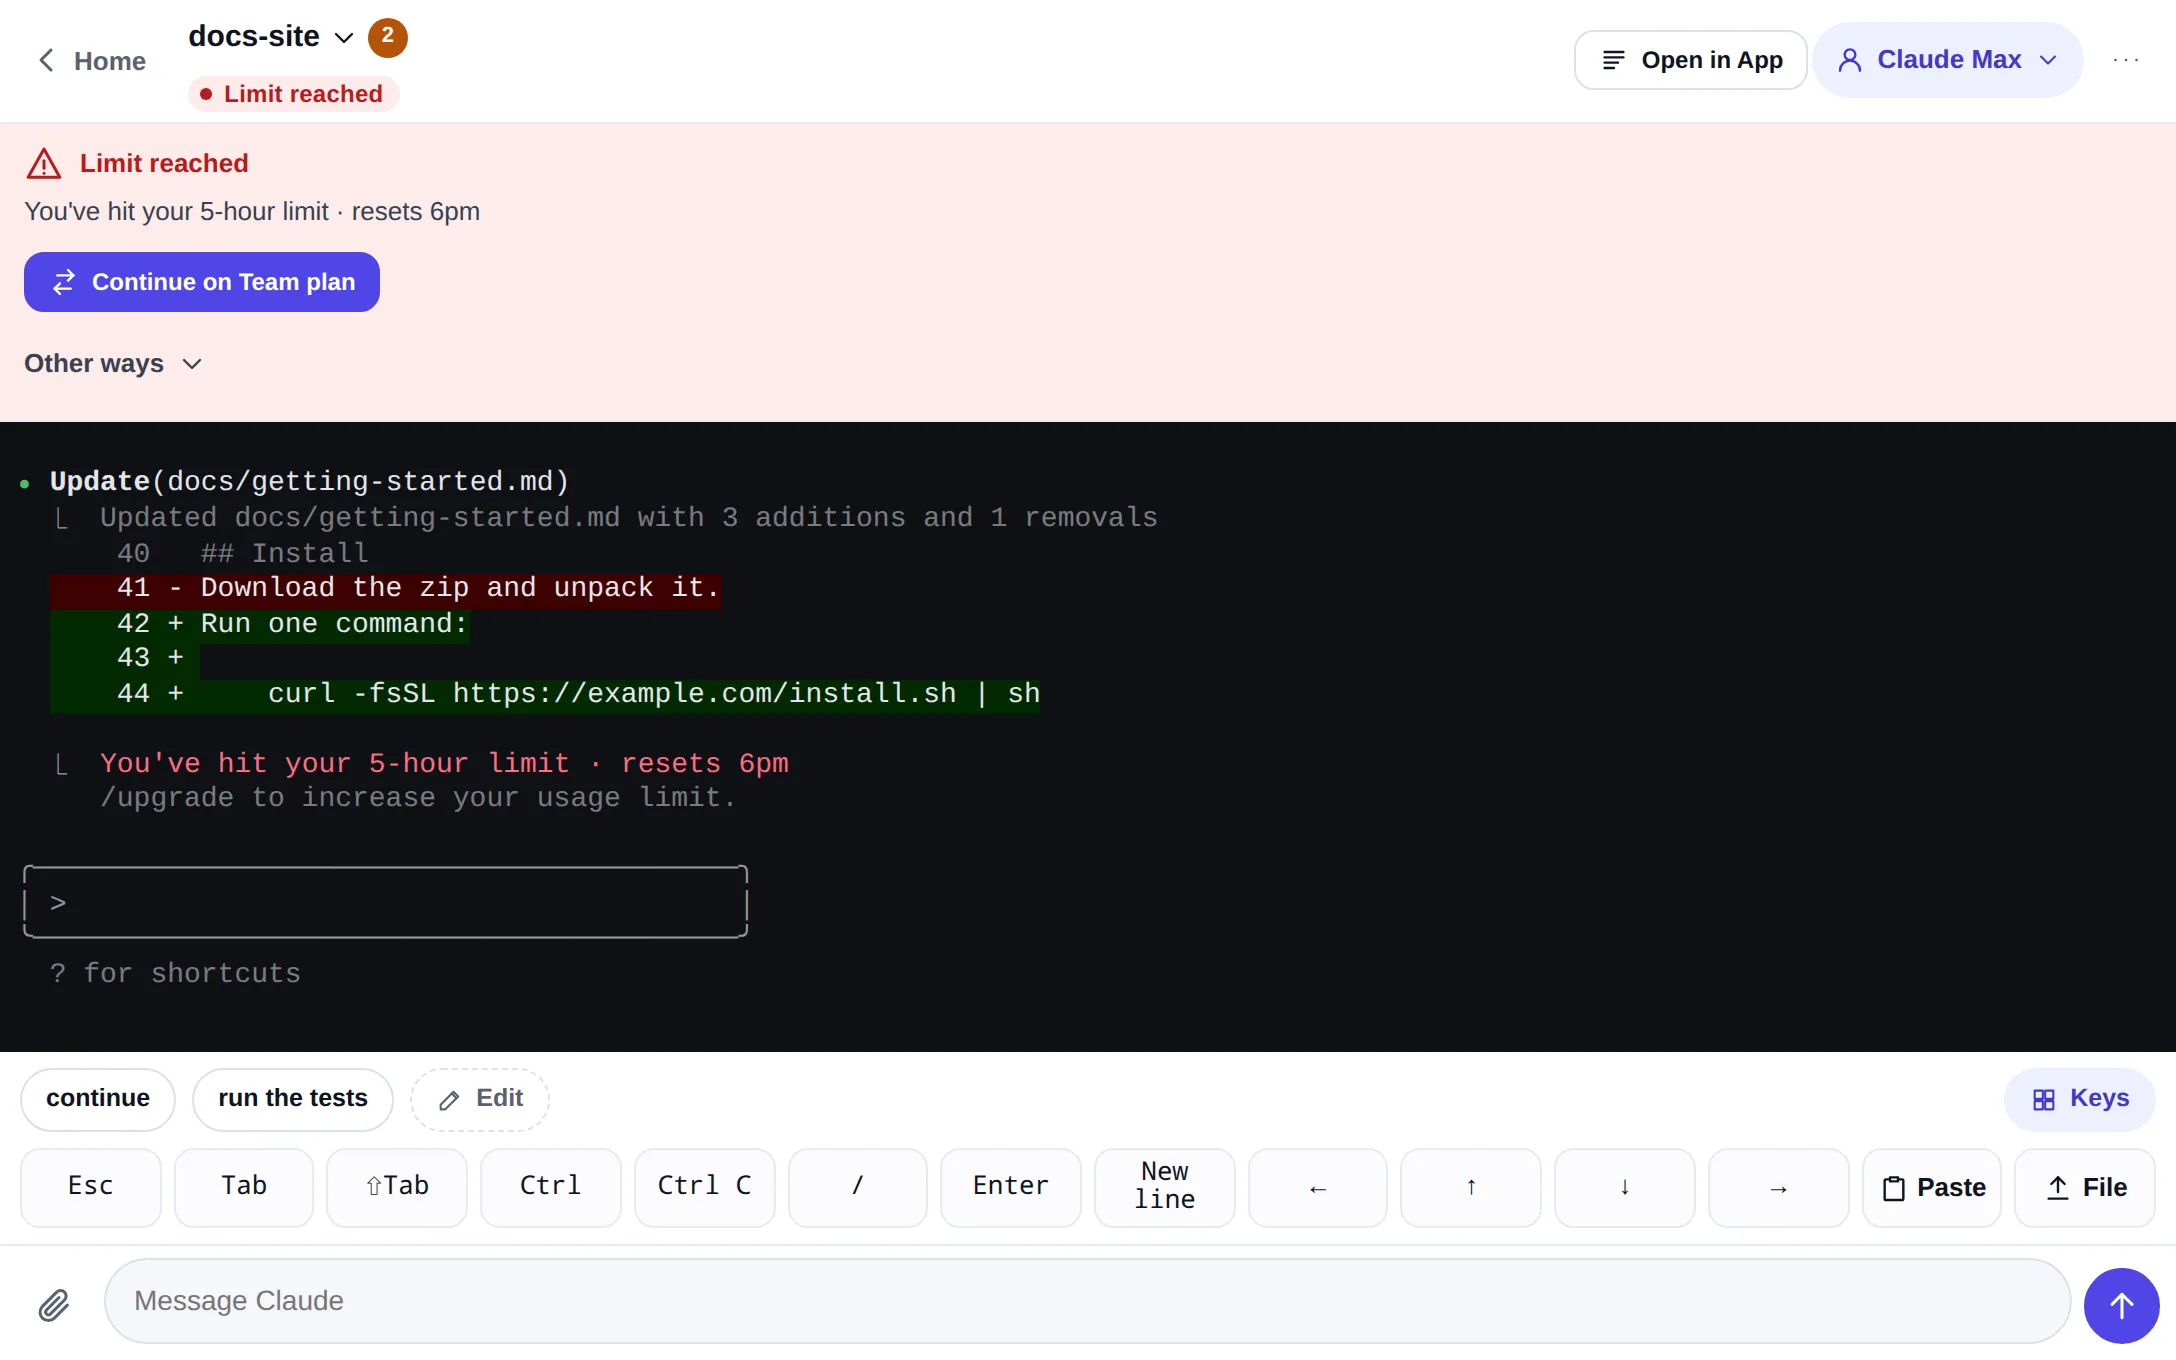 Home
docs-site
2
Limit reached
Open in App
Claude Max
...
Limit reached
You've hit your 5-hour limit · resets 6pm
Continue on Team plan
Other ways
Update(docs/getting-started.md)
⎿  Updated docs/getting-started.md with 3 additions and 1 removals
40   ## Install
41 - Download the zip and unpack it.
42 + Run one command:
43 +
44 +     curl -fsSL https://example.com/install.sh | sh
⎿  You've hit your 5-hour limit · resets 6pm
/upgrade to increase your usage limit.
>
? for shortcuts
continue
run the tests
Edit
Keys
Esc
Tab
⇧Tab
Ctrl
Ctrl C
/
Enter
New
line
←
↑
↓
→
Paste
File
Message Claude